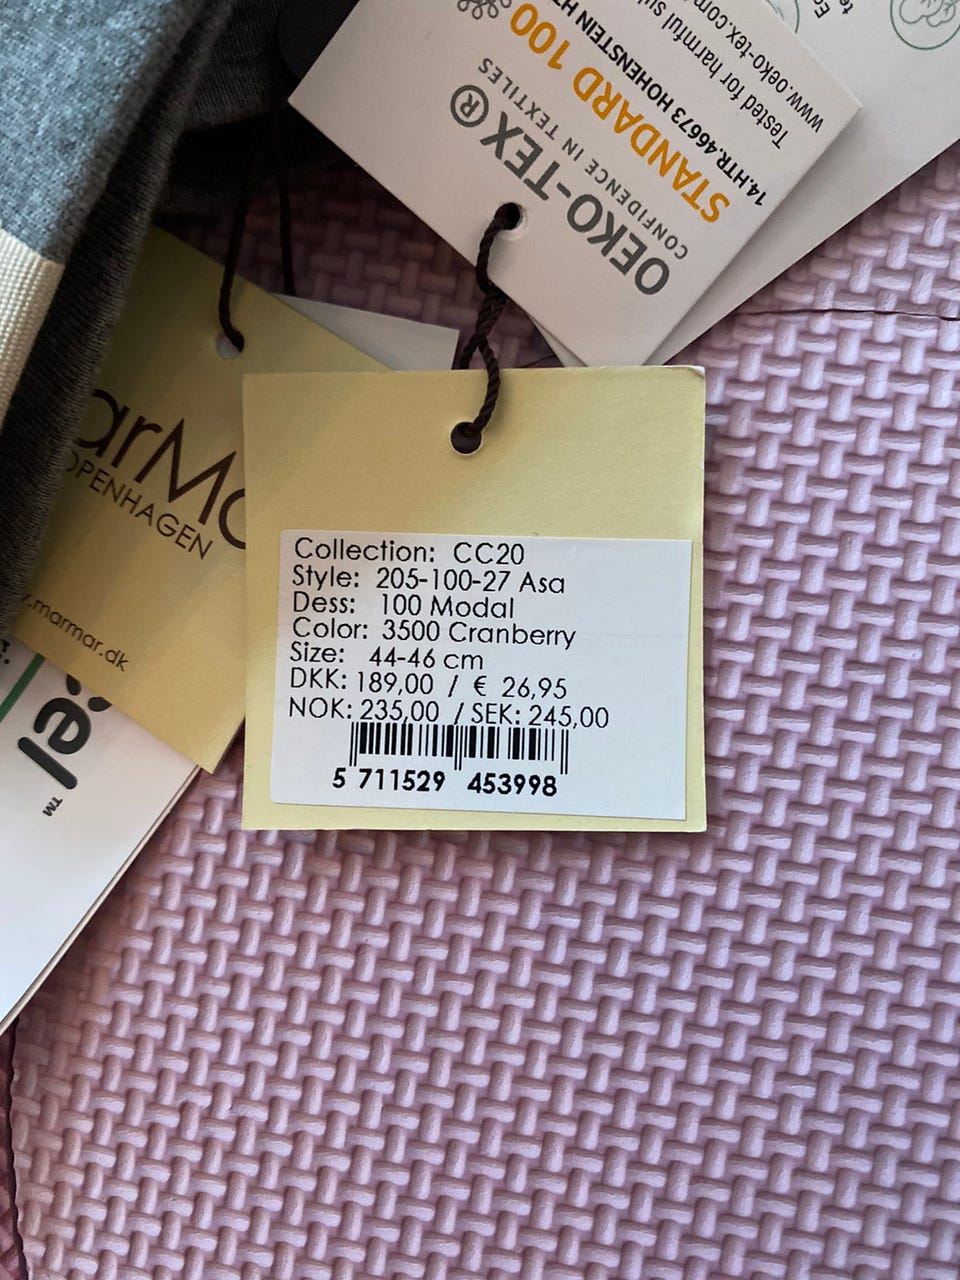 OEKO-TEX®
CONFIDENCE IN TEXTILES
STANDARD 100
14.HTR.46673 HOHENSTEIN
Tested for harmful
www.oeko-tex.com
arM
OPENHAGEN
.marmar.dk
el™
Collection: CC20
Style: 205-100-27 Asa
Dess: 100 Modal
Color: 3500 Cranberry
Size: 44-46 cm
DKK: 189,00 / € 26,95
NOK: 235,00 / SEK: 245,00
5 711529 453998